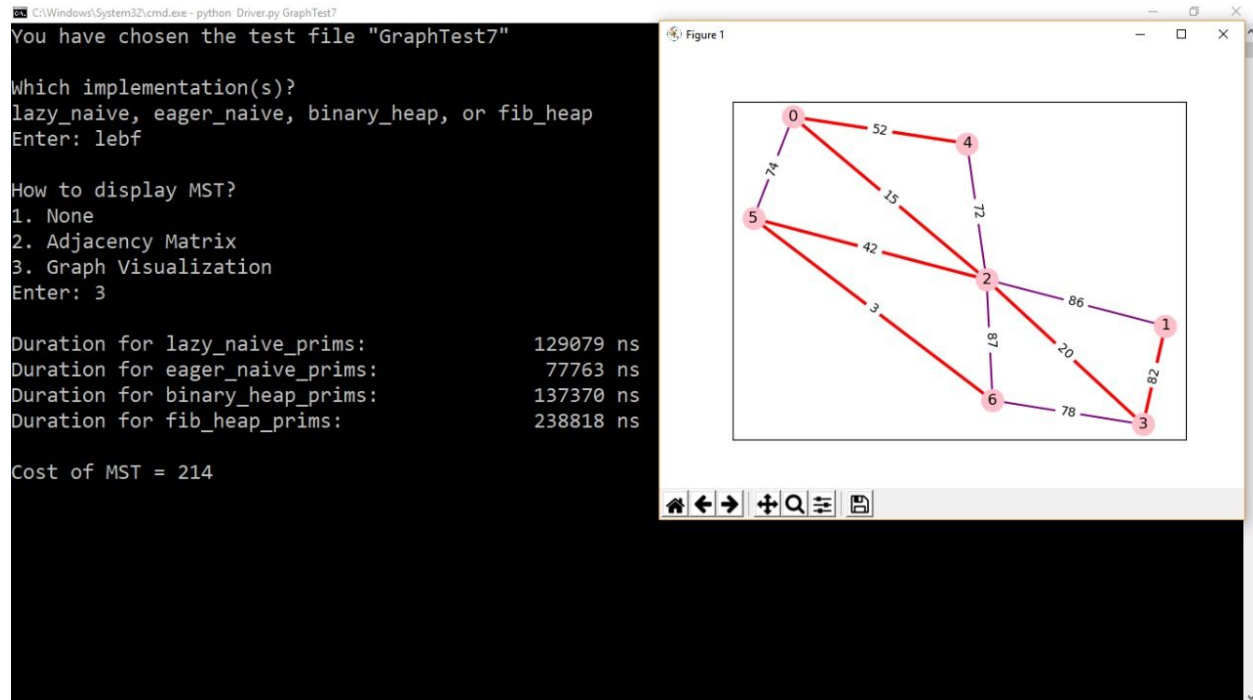 C:\Windows\System32\cmd.exe - python Driver.py GraphTest7
You have chosen the test file "GraphTest7"
Which implementation(s)?
lazy_naive, eager_naive, binary_heap, or fib_heap
Enter: lebf
How to display MST?
1. None
2. Adjacency Matrix
3. Graph Visualization
Enter: 3
Duration for lazy_naive_prims: 129079 ns
Duration for eager_naive_prims: 77763 ns
Duration for binary_heap_prims: 137370 ns
Duration for fib_heap_prims: 238818 ns
Cost of MST = 214
Figure 1
0
52
4
74
15
72
5
42
2
86
3
1
87
20
82
6
78
3